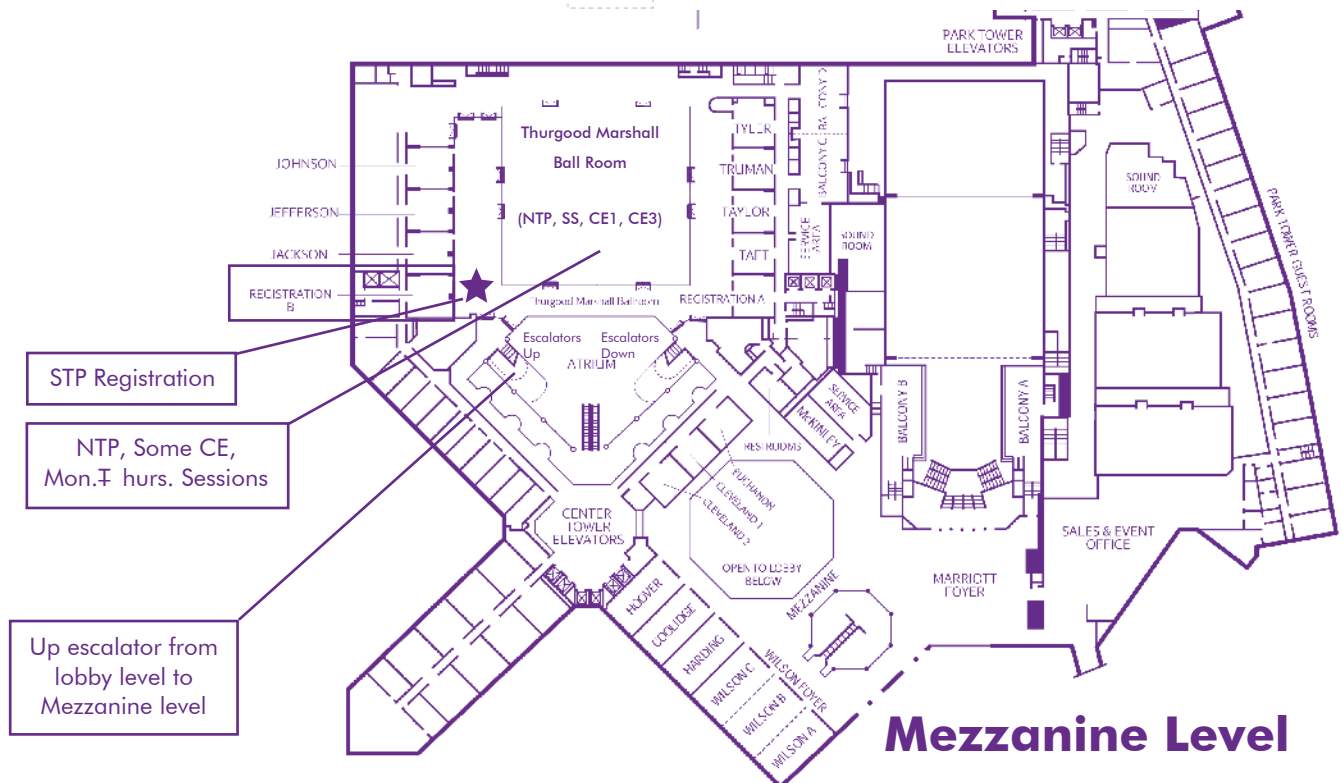 PARK TOWER
ELEVATORS
Thurgood Marshall
Ball Room
(NTP, SS, CE1, CE3)
JOHNSON
JEFFERSON
JACKSON
REGISTRATION
B
TYLER
TRUMAN
TAYLOR
TAFT
BALCONY D
BALCONY C
SERVICE
AREA
SOUND
ROOM
SOUND
ROOM
PARK TOWER GUEST ROOMS
hurgood Marshall Ballroom
REGISTRATION A
Escalators
Up
Escalators
Down
ATRIUM
STP Registration
NTP, Some CE,
Mon.-T hurs. Sessions
Up escalator from
lobby level to
Mezzanine level
SERVICE
AREA
McKINLEY
RESTROOMS
BALCONY B
BALCONY A
BUCHANON
CLEVELAND 1
CLEVELAND 2
CENTER
TOWER
ELEVATORS
OPEN TO LOBBY
BELOW
MEZZANINE
MARRIOTT
FOYER
SALES & EVENT
OFFICE
HOOVER
COOLIDGE
HARDING
WILSON C
WILSON B
WILSON A
WILSON FOYER
Mezzanine Level